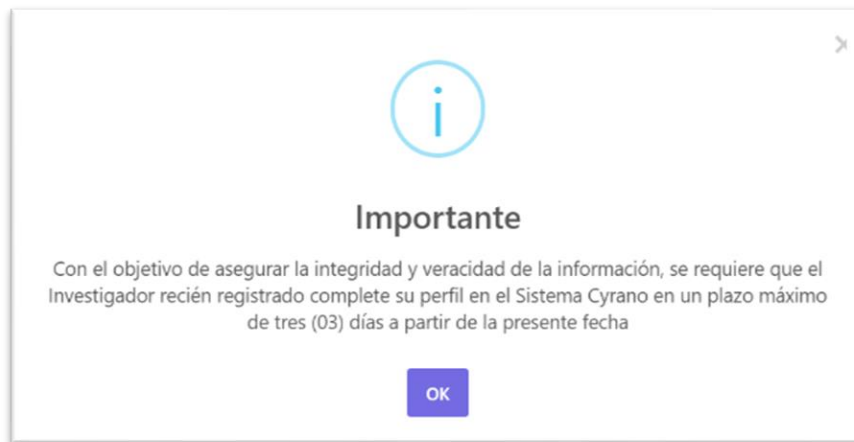 Importante
Con el objetivo de asegurar la integridad y veracidad de la información, se requiere que el
Investigador recién registrado complete su perfil en el Sistema Cyrano en un plazo máximo
de tres (03) días a partir de la presente fecha
OK